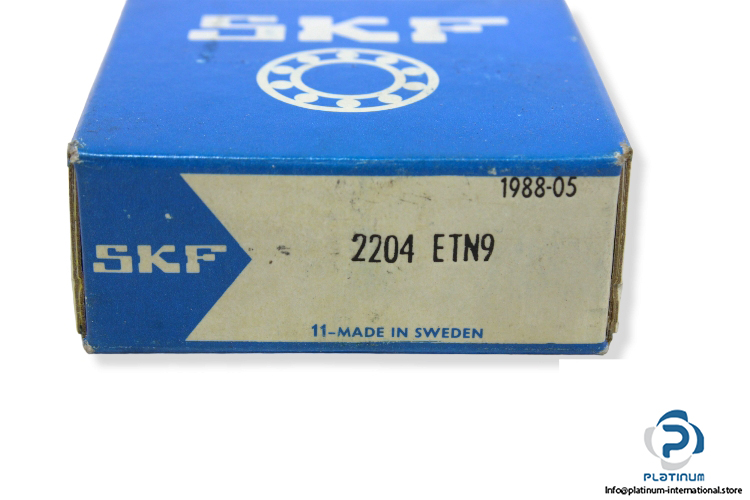 SKF
1988-05
2204 ETN9
SKF
11-MADE IN SWEDEN
PLATINUM
Info@platinum-international.store